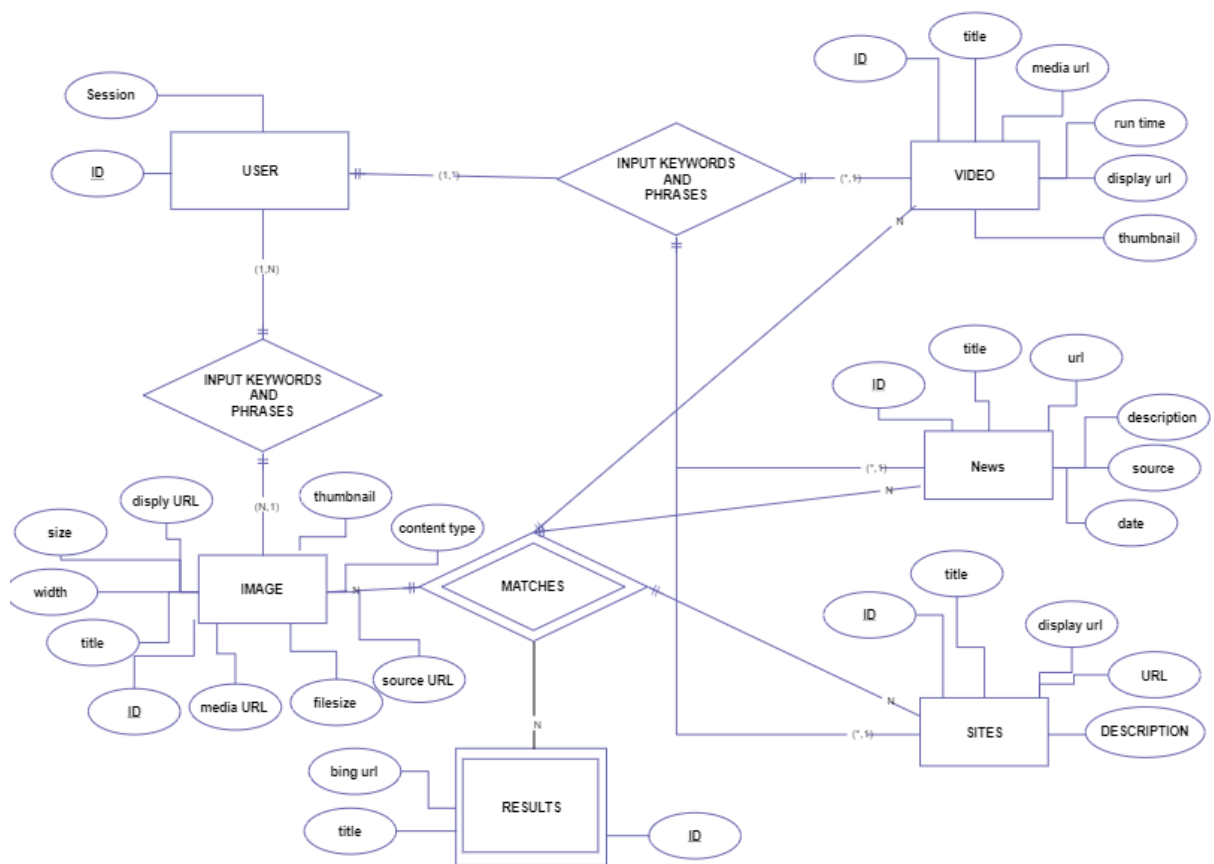 title
ID
media url
Session
run time
INPUT KEYWORDS
AND
PHRASES
USER
ID
(1,1)
(*,1)
VIDEO
display url
N
thumbnail
(1,N)
title
url
ID
INPUT KEYWORDS
AND
PHRASES
description
(*,1)
News
source
N
date
thumbnail
disply URL
(N,1)
content type
size
title
IMAGE
N
MATCHES
width
ID
display url
title
source URL
URL
media URL
filesize
ID
N
N
(*,1)
SITES
DESCRIPTION
bing url
RESULTS
title
ID